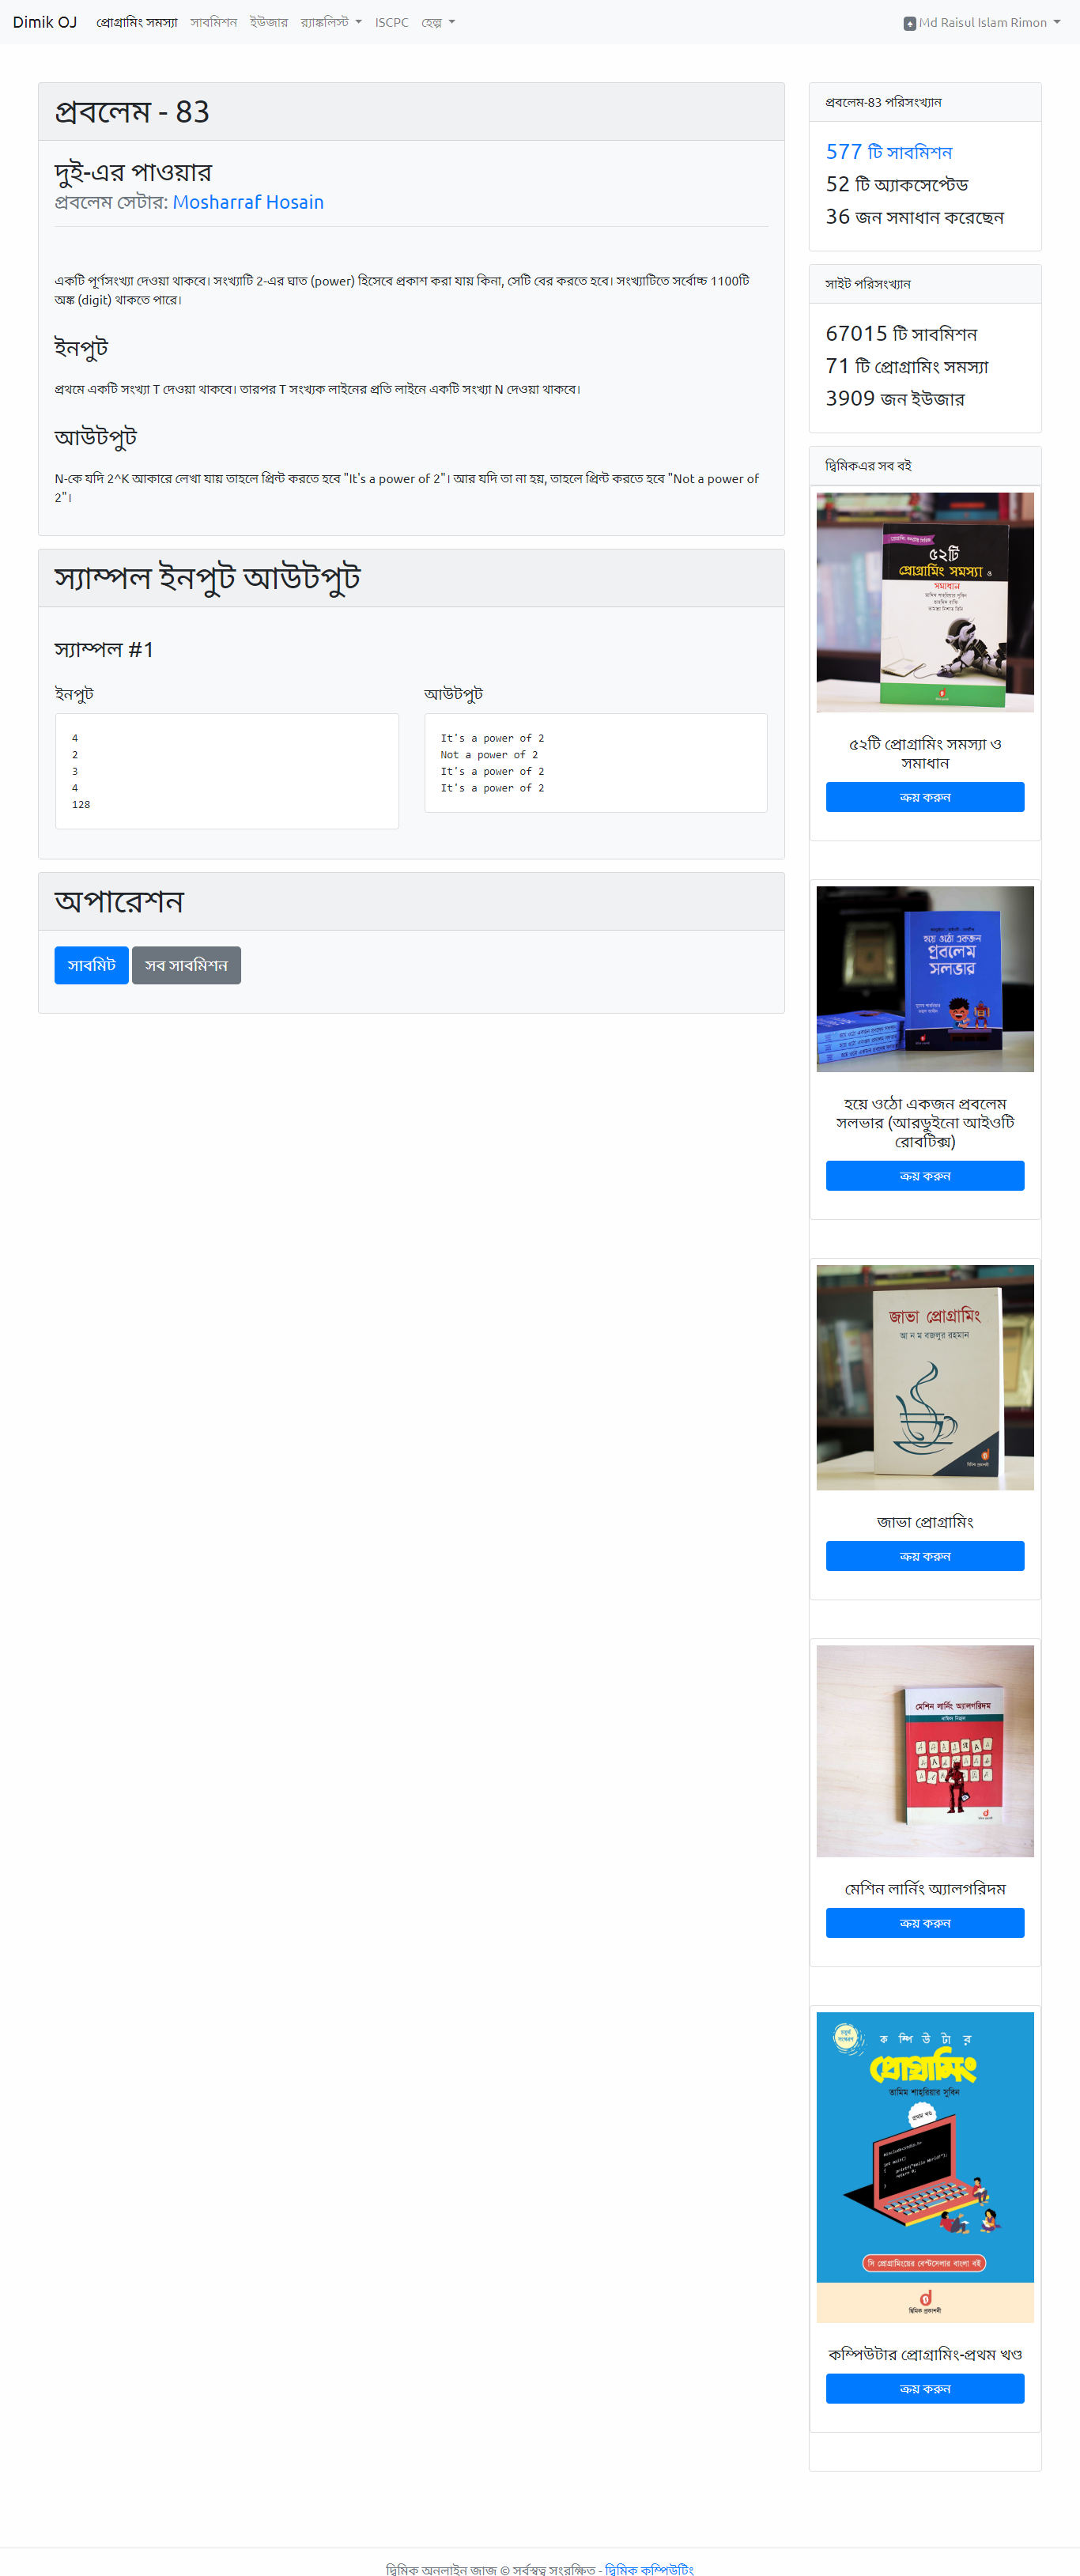 Dimik OJ প্রোগ্রামিং সমস্যা সাবমিশন ইউজার র‍্যাঙ্কলিস্ট ISCPC হেল্প Md Raisul Islam Rimon
প্রবলেম - 83
দুই-এর পাওয়ার
প্রবলেম সেটার: Mosharraf Hosain
একটি পূর্ণসংখ্যা দেওয়া থাকবে। সংখ্যাটি 2-এর ঘাত (power) হিসেবে প্রকাশ করা যায় কিনা, সেটি বের করতে হবে। সংখ্যাটিতে সর্বোচ্চ 1100টি
অঙ্ক (digit) থাকতে পারে।
ইনপুট
প্রথমে একটি সংখ্যা T দেওয়া থাকবে। তারপর T সংখ্যক লাইনের প্রতি লাইনে একটি সংখ্যা N দেওয়া থাকবে।
আউটপুট
N-কে যদি 2^K আকারে লেখা যায় তাহলে প্রিন্ট করতে হবে "It's a power of 2"। আর যদি তা না হয়, তাহলে প্রিন্ট করতে হবে "Not a power of
2"।
স্যাম্পল ইনপুট আউটপুট
স্যাম্পল #1
ইনপুট
4
2
3
4
128
আউটপুট
It's a power of 2
Not a power of 2
It's a power of 2
It's a power of 2
অপারেশন
সাবমিট সব সাবমিশন
প্রবলেম-83 পরিসংখ্যান
577 টি সাবমিশন
52 টি অ্যাকসেপ্টেড
36 জন সমাধান করেছেন
সাইট পরিসংখ্যান
67015 টি সাবমিশন
71 টি প্রোগ্রামিং সমস্যা
3909 জন ইউজার
দ্বিমিকএর সব বই
৫২টি
প্রোগ্রামিং সমস্যা ও
সমাধান
৫২টি প্রোগ্রামিং সমস্যা ও
সমাধান
ক্রয় করুন
হয়ে ওঠো একজন
প্রবলেম
সলভার
হয়ে ওঠো একজন প্রবলেম
সলভার (আরডুইনো আইওটি
রোবটিক্স)
ক্রয় করুন
জাভা প্রোগ্রামিং
আ ন ম বজলুর রহমান
জাভা প্রোগ্রামিং
ক্রয় করুন
মেশিন লার্নিং অ্যালগরিদম
মেশিন লার্নিং অ্যালগরিদম
ক্রয় করুন
কম্পিউটার
প্রোগ্রামিং
তামিম শাহ্‌রিয়ার সুবিন
প্রথম খণ্ড
সি প্রোগ্রামিংয়ের বেস্টসেলার বাংলা বই
দ্বিমিক প্রকাশনী
কম্পিউটার প্রোগ্রামিং-প্রথম খণ্ড
ক্রয় করুন
দ্বিমিক অনলাইন জাজ © সর্বস্বত্ব সংরক্ষিত - দ্বিমিক কম্পিউটিং